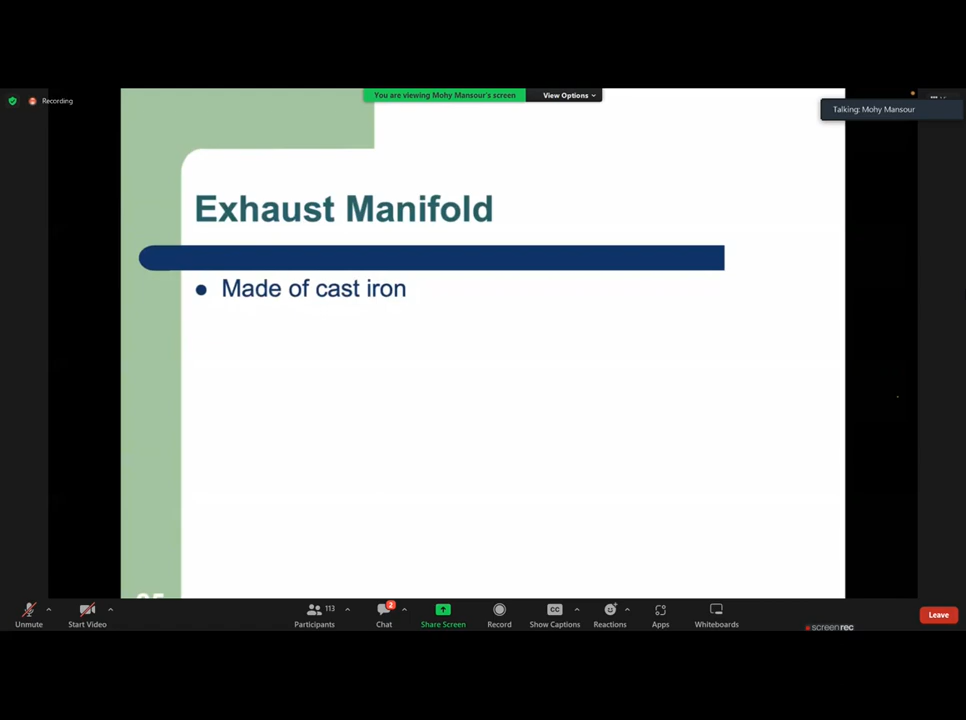 Recording
You are viewing Mohy Mansour's screen
View Options
Talking: Mohy Mansour
Exhaust Manifold
Made of cast iron
Unmute
Start Video
113
Participants
2
Chat
Share Screen
Record
CC
Show Captions
Reactions
Apps
Whiteboards
Leave
screenrec